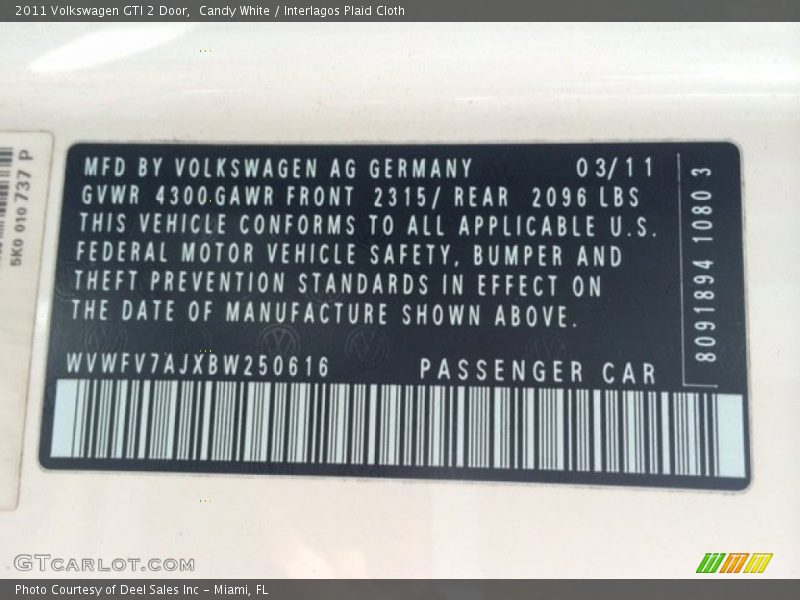 2011 Volkswagen GTI 2 Door,  Candy White / Interlagos Plaid Cloth
5K0 010 737 P
MFD BY VOLKSWAGEN AG GERMANY 03/11
GVWR 4300 GAWR FRONT 2315/ REAR 2096 LBS
THIS VEHICLE CONFORMS TO ALL APPLICABLE U.S.
FEDERAL MOTOR VEHICLE SAFETY, BUMPER AND
THEFT PREVENTION STANDARDS IN EFFECT ON
THE DATE OF MANUFACTURE SHOWN ABOVE.
WVWFV7AJXBW250616 PASSENGER CAR
8091894 1080 3
GTCARLOT.COM
Photo Courtesy of Deel Sales Inc - Miami, FL